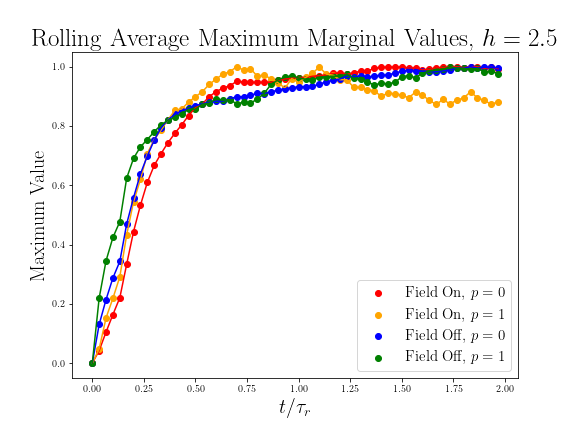 Rolling Average Maximum Marginal Values, $h = 2.5$
Maximum Value
1.0
0.8
0.6
0.4
0.2
0.0
0.00 0.25 0.50 0.75 1.00 1.25 1.50 1.75 2.00
$t/\tau_r$
Field On, $p = 0$
Field On, $p = 1$
Field Off, $p = 0$
Field Off, $p = 1$